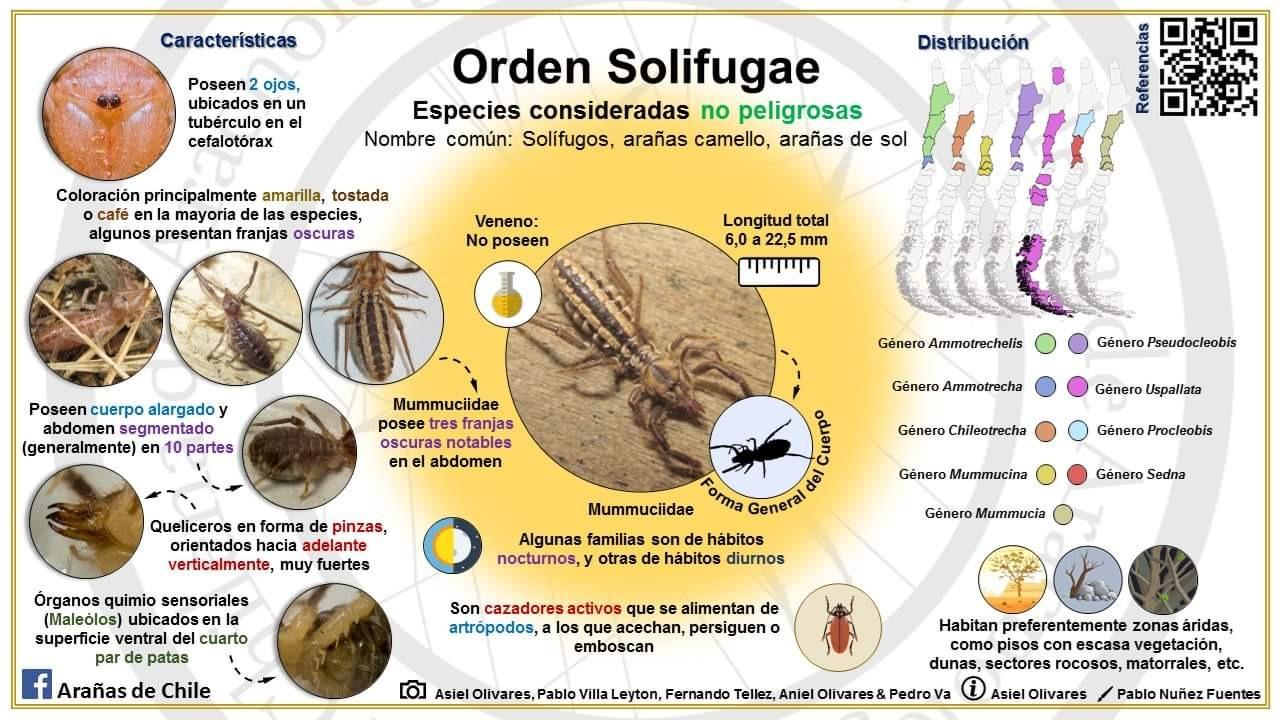 Características
Poseen 2 ojos,
ubicados en un
tubérculo en el
cefalotórax
Coloración principalmente amarilla, tostada
o café en la mayoría de las especies,
algunos presentan franjas oscuras
Poseen cuerpo alargado y
abdomen segmentado
(generalmente) en 10 partes
Queliceros en forma de pinzas,
orientados hacia adelante
verticalmente, muy fuertes
Órganos quimio sensoriales
(Maleólos) ubicados en la
superficie ventral del cuarto
par de patas
Arañas de Chile
Orden Solifugae
Especies consideradas no peligrosas
Nombre común: Solífugos, arañas camello, arañas de sol
Veneno:
No poseen
Longitud total
6,0 a 22,5 mm
Mummuciidae
posee tres franjas
oscuras notables
en el abdomen
Forma General del Cuerpo
Mummuciidae
Algunas familias son de hábitos
nocturnos, y otras de hábitos diurnos
Son cazadores activos que se alimentan de
artrópodos, a los que acechan, persiguen o
emboscan
Distribución
Referencias
Género Ammotrechelis
Género Pseudocleobis
Género Ammotrecha
Género Uspallata
Género Chileotrecha
Género Procleobis
Género Mummucina
Género Sedna
Género Mummucia
Habitan preferentemente zonas áridas,
como pisos con escasa vegetación,
dunas, sectores rocosos, matorrales, etc.
Asiel Olivares, Pablo Villa Leyton, Fernando Tellez, Aniel Olivares & Pedro Va
Asiel Olivares
Pablo Nuñez Fuentes